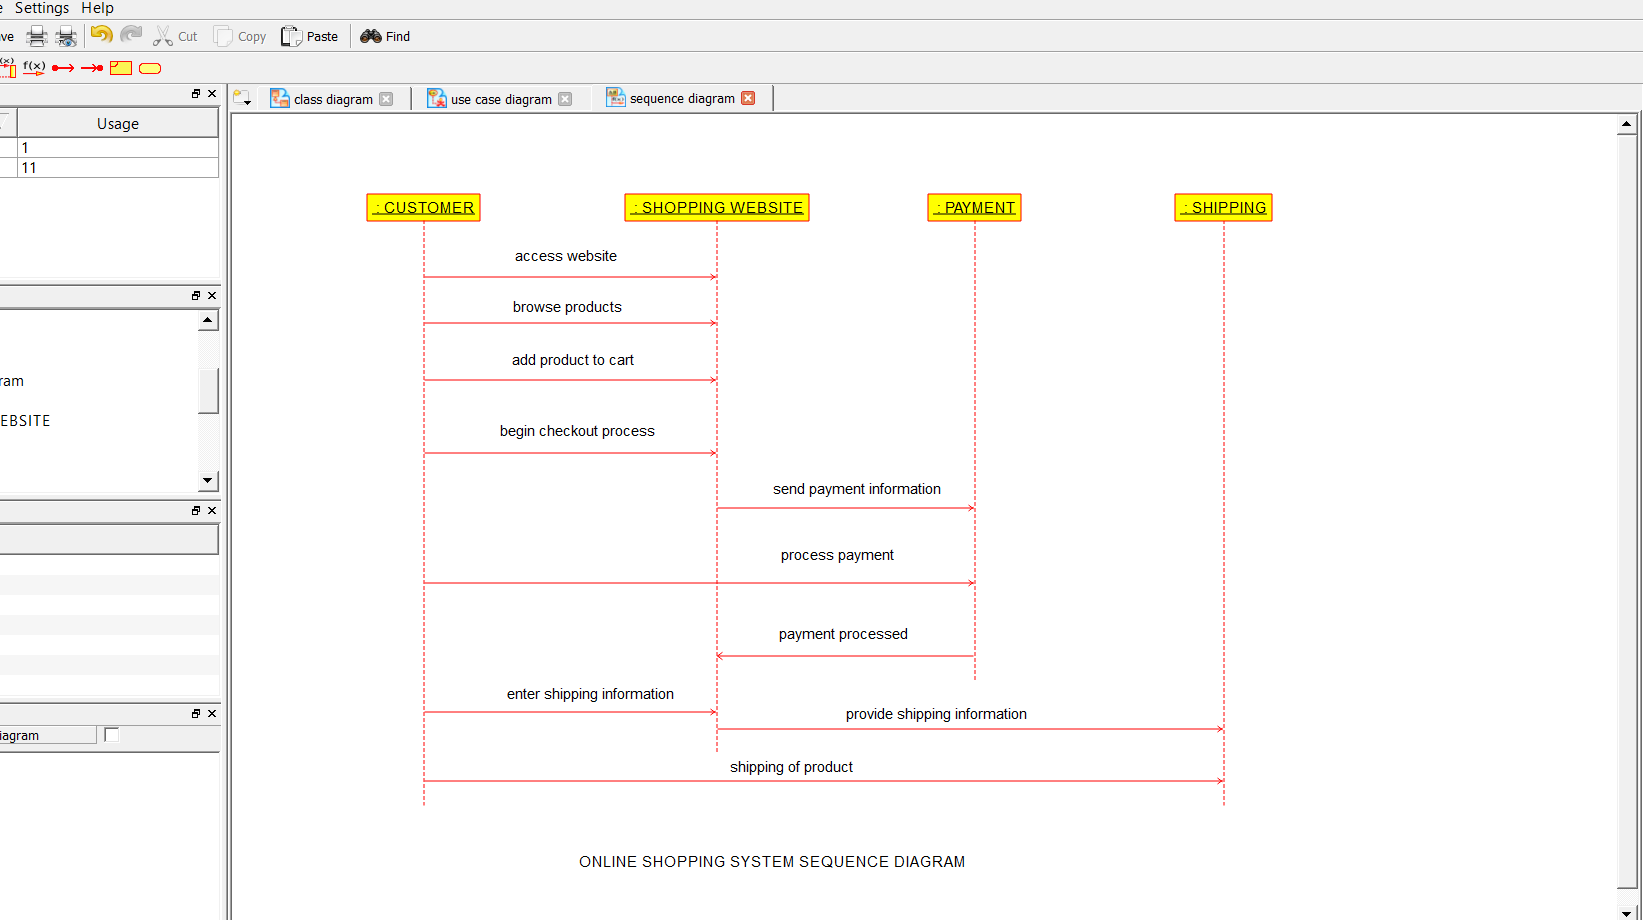 Settings Help
Cut Copy Paste Find
f(x)
class diagram use case diagram sequence diagram
Usage
1
11
: CUSTOMER : SHOPPING WEBSITE : PAYMENT : SHIPPING
access website
browse products
add product to cart
begin checkout process
send payment information
process payment
payment processed
enter shipping information
provide shipping information
shipping of product
ONLINE SHOPPING SYSTEM SEQUENCE DIAGRAM
ram
EBSITE
iagram